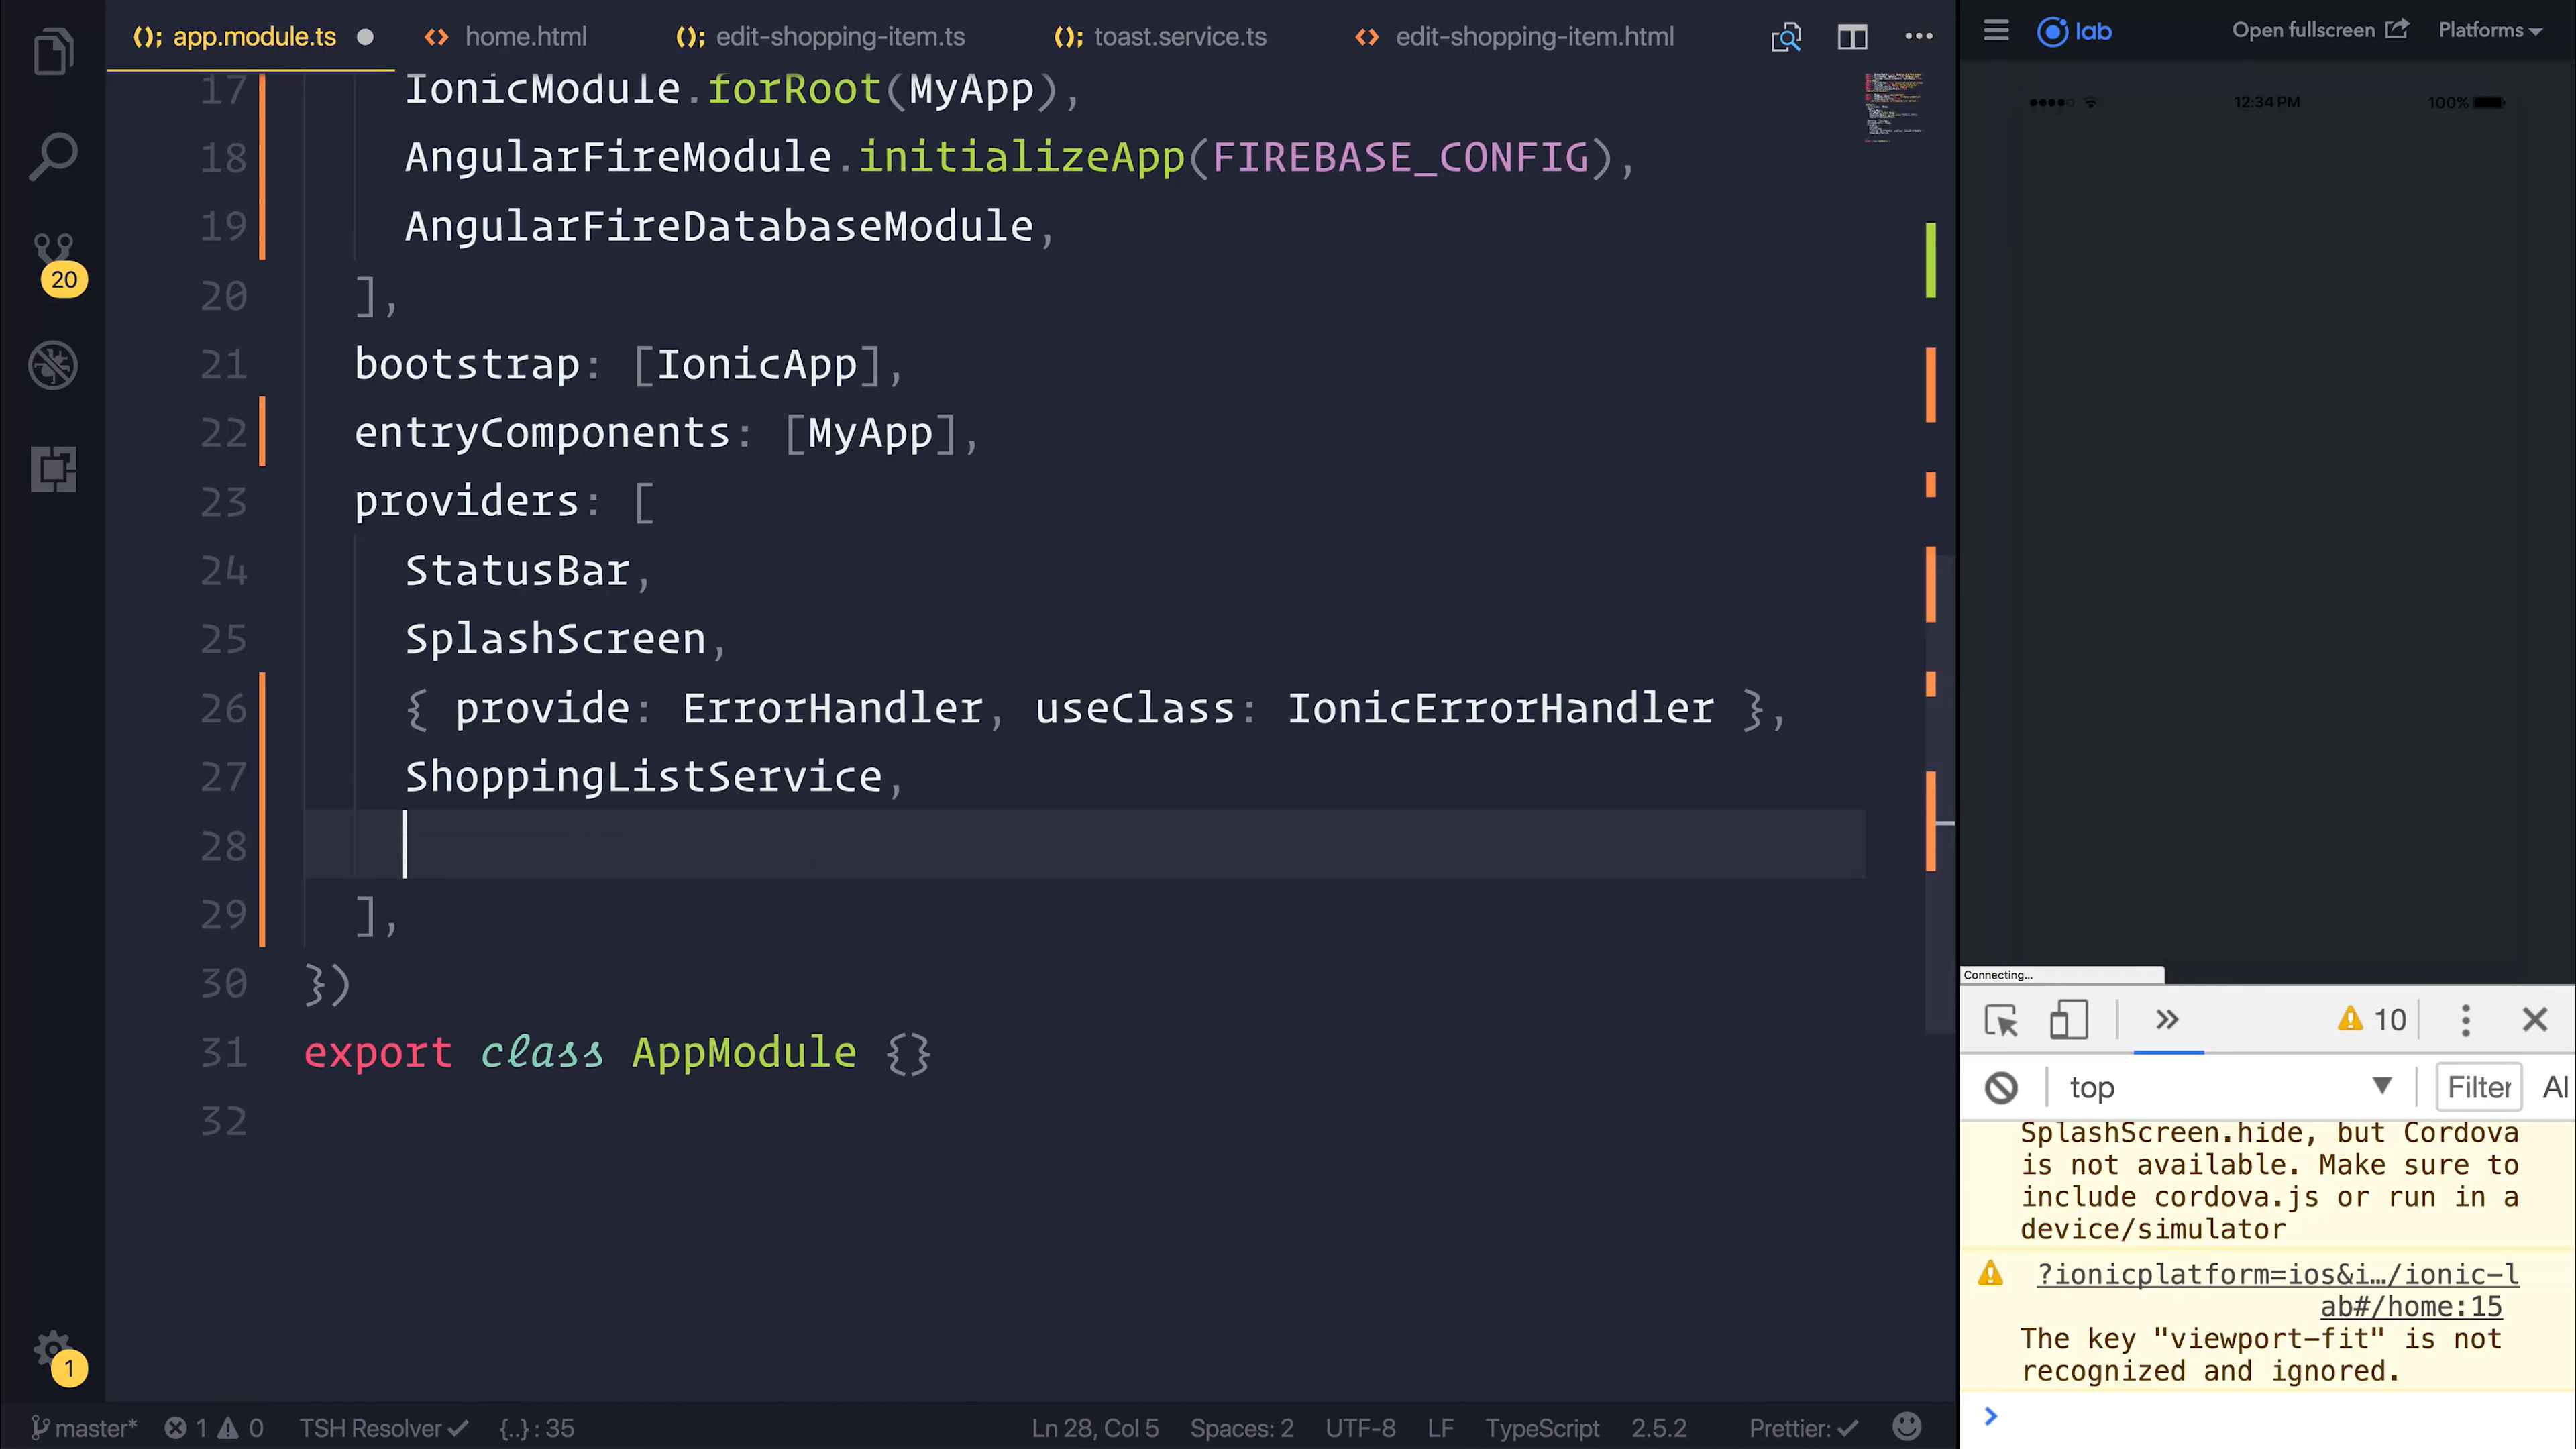 (); app.module.ts
<> home.html
(); edit-shopping-item.ts
(); toast.service.ts
<> edit-shopping-item.html
lab
Open fullscreen
Platforms
12:34 PM
100%
17 IonicModule.forRoot(MyApp),
18 AngularFireModule.initializeApp(FIREBASE_CONFIG),
19 AngularFireDatabaseModule,
20 ],
21 bootstrap: [IonicApp],
22 entryComponents: [MyApp],
23 providers: [
24 StatusBar,
25 SplashScreen,
26 { provide: ErrorHandler, useClass: IonicErrorHandler },
27 ShoppingListService,
28
29 ],
30 })
31 export class AppModule {}
32
20
1
Connecting...
10
top
Filter
Al
SplashScreen.hide, but Cordova
is not available. Make sure to
include cordova.js or run in a
device/simulator
?ionicplatform=ios&i…/ionic-l
ab#/home:15
The key "viewport-fit" is not
recognized and ignored.
master*
1
0
TSH Resolver
{..} : 35
Ln 28, Col 5
Spaces: 2
UTF-8
LF
TypeScript
2.5.2
Prettier: